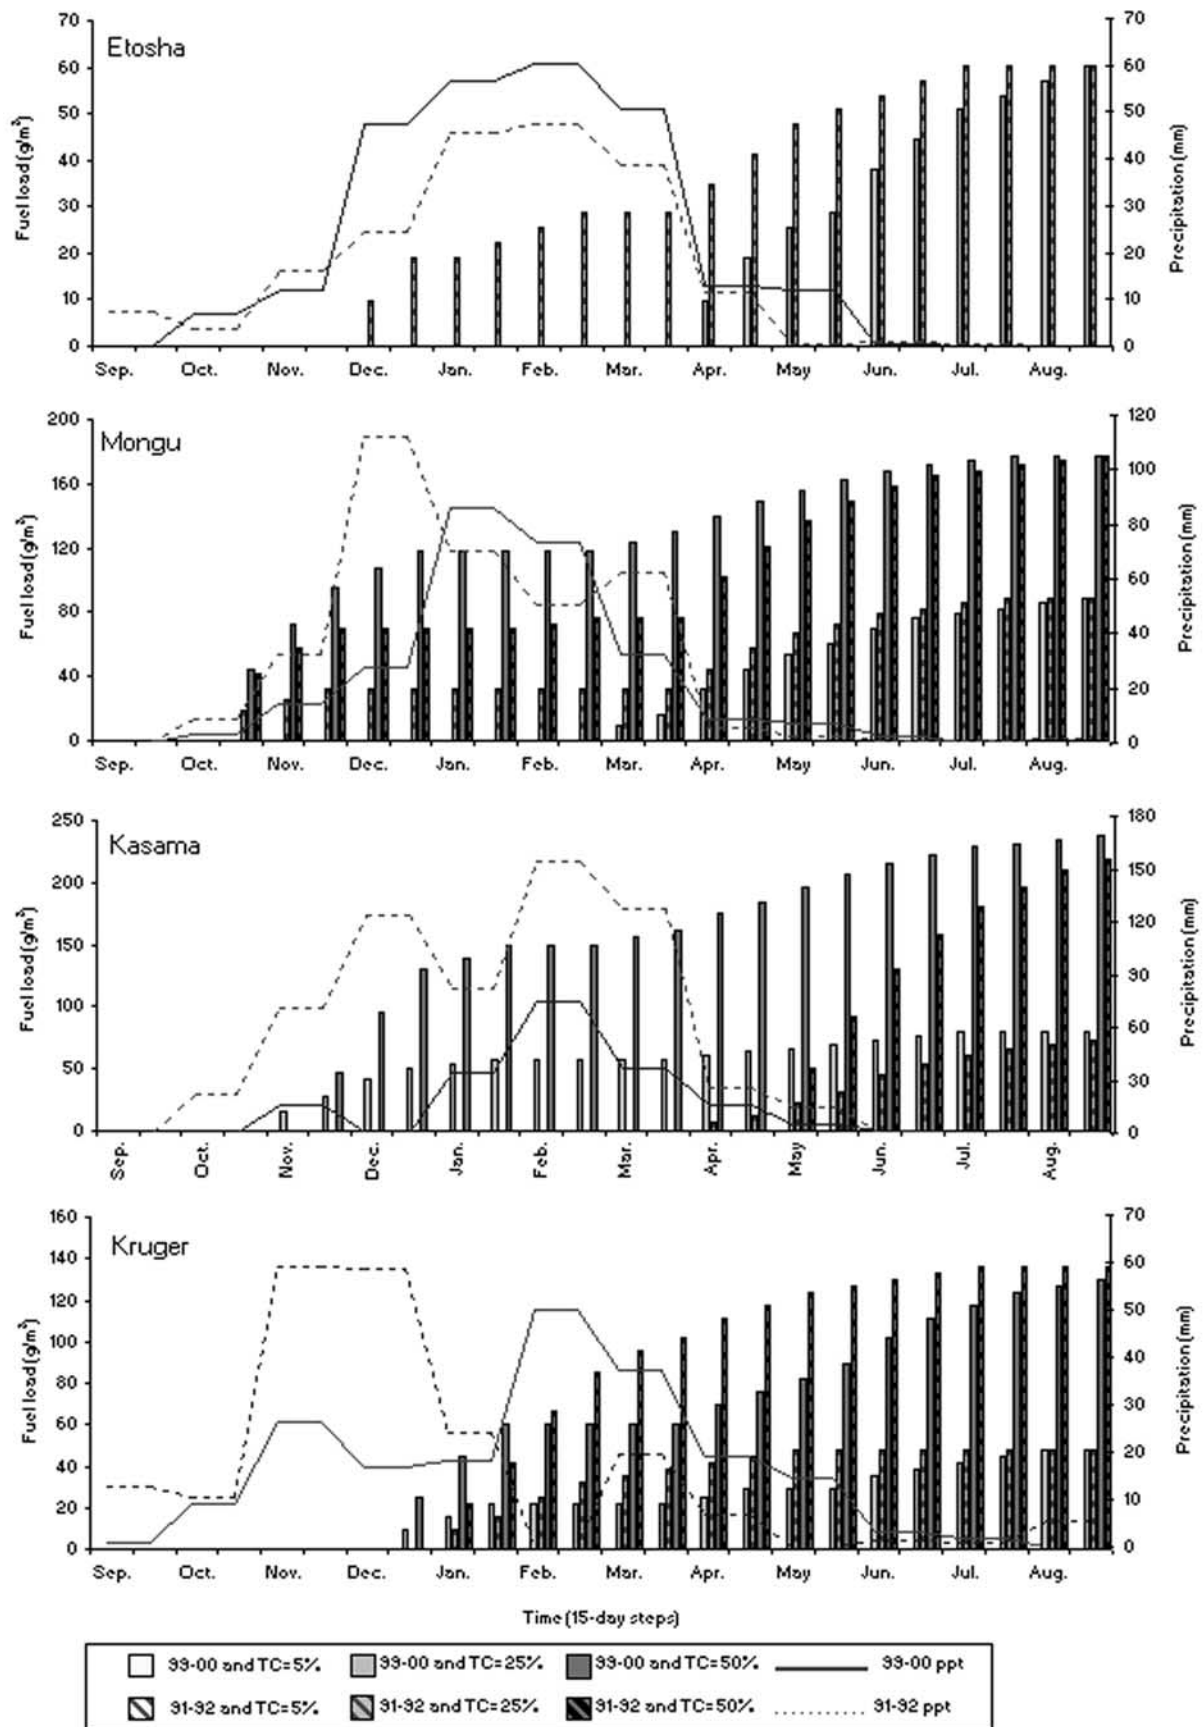 Etosha
Fuel load (g/m²)
Precipitation (mm)
70 60 50 40 30 20 10 0
70 60 50 40 30 20 10 0
Sep. Oct. Nov. Dec. Jan. Feb. Mar. Apr. May Jun. Jul. Aug.
Mongu
Fuel load (g/m²)
Precipitation (mm)
200 160 120 80 40 0
120 100 80 60 40 20 0
Sep. Oct. Nov. Dec. Jan. Feb. Mar. Apr. May Jun. Jul. Aug.
Kasama
Fuel load (g/m²)
Precipitation (mm)
250 200 150 100 50 0
180 150 120 90 60 30 0
Sep. Oct. Nov. Dec. Jan. Feb. Mar. Apr. May Jun. Jul. Aug.
Kruger
Fuel load (g/m²)
Precipitation (mm)
160 140 120 100 80 60 40 20 0
70 60 50 40 30 20 10 0
Sep. Oct. Nov. Dec. Jan. Feb. Mar. Apr. May Jun. Jul. Aug.
Time (15-day steps)
99-00 and TC=5% 99-00 and TC=25% 99-00 and TC=50% 99-00 ppt
91-92 and TC=5% 91-92 and TC=25% 91-92 and TC=50% 91-92 ppt